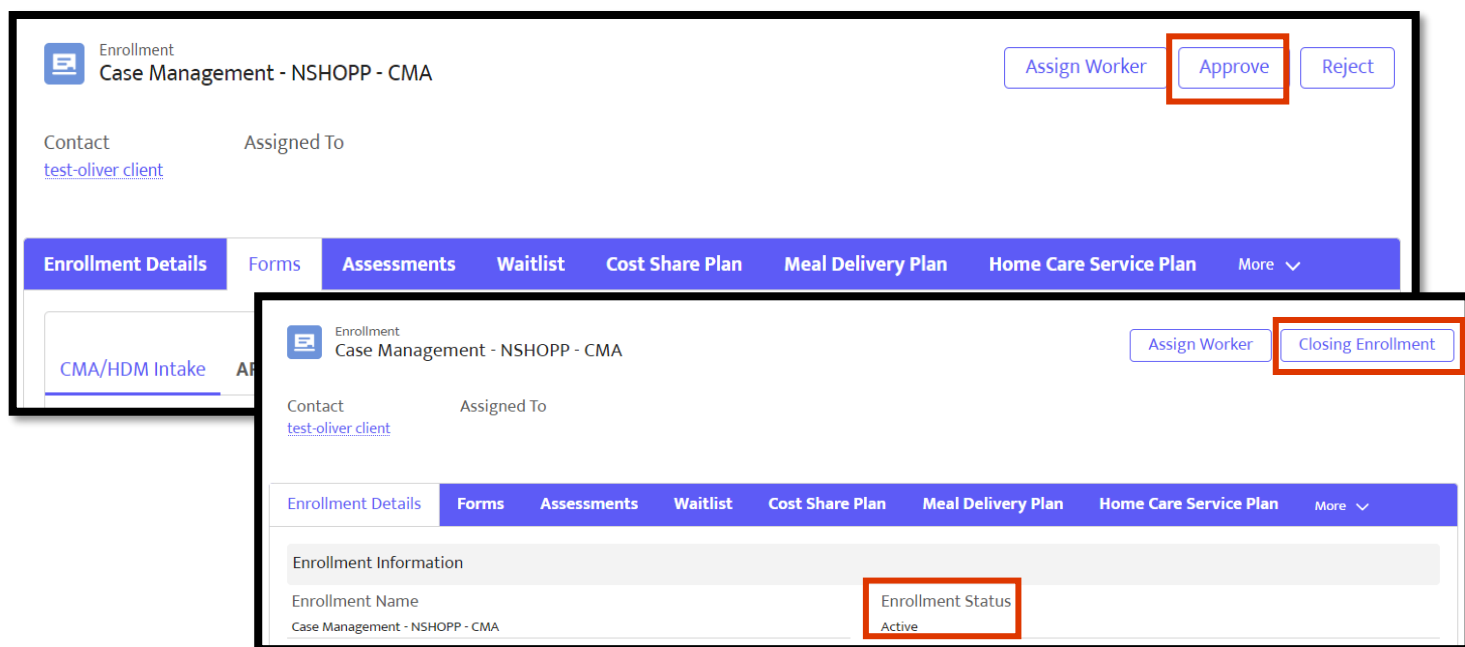 Enrollment
Case Management - NSHOPP - CMA
Assign Worker Approve Reject
Contact Assigned To
test-oliver client
Enrollment Details Forms Assessments Waitlist Cost Share Plan Meal Delivery Plan Home Care Service Plan More
CMA/HDM Intake
Enrollment
Case Management - NSHOPP - CMA
Assign Worker Closing Enrollment
Contact Assigned To
test-oliver client
Enrollment Details Forms Assessments Waitlist Cost Share Plan Meal Delivery Plan Home Care Service Plan More
Enrollment Information
Enrollment Name Enrollment Status
Case Management - NSHOPP - CMA Active